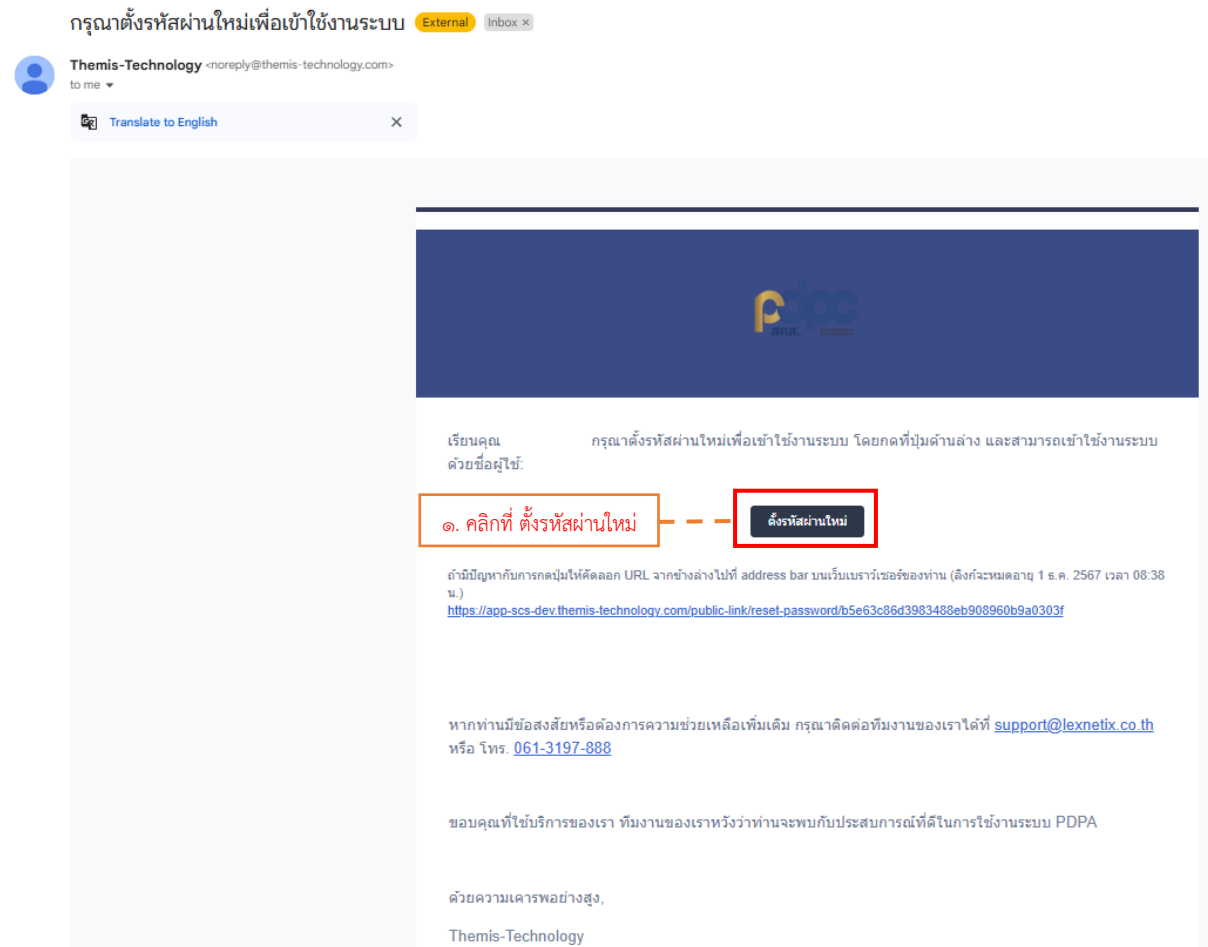 กรุณาตั้งรหัสผ่านใหม่เพื่อเข้าใช้งานระบบ External Inbox ×
Themis-Technology <noreply@themis-technology.com>
to me
Translate to English ×
pdpc
สคส.
เรียนคุณ กรุณาตั้งรหัสผ่านใหม่เพื่อเข้าใช้งานระบบ โดยกดที่ปุ่มด้านล่าง และสามารถเข้าใช้งานระบบ
ด้วยชื่อผู้ใช้:
๑. คลิกที่ ตั้งรหัสผ่านใหม่
ตั้งรหัสผ่านใหม่
ถ้ามีปัญหากับการกดปุ่มให้คัดลอก URL จากข้างล่างไปที่ address bar บนเว็บเบราว์เซอร์ของท่าน (ลิงก์จะหมดอายุ 1 ธ.ค. 2567 เวลา 08:38
น.)
https://app-scs-dev.themis-technology.com/public-link/reset-password/b5e63c86d3983488eb908960b9a0303f
หากท่านมีข้อสงสัยหรือต้องการความช่วยเหลือเพิ่มเติม กรุณาติดต่อทีมงานของเราได้ที่ support@lexnetix.co.th
หรือ โทร. 061-3197-888
ขอบคุณที่ใช้บริการของเรา ทีมงานของเราหวังว่าท่านจะพบกับประสบการณ์ที่ดีในการใช้งานระบบ PDPA
ด้วยความเคารพอย่างสูง,
Themis-Technology